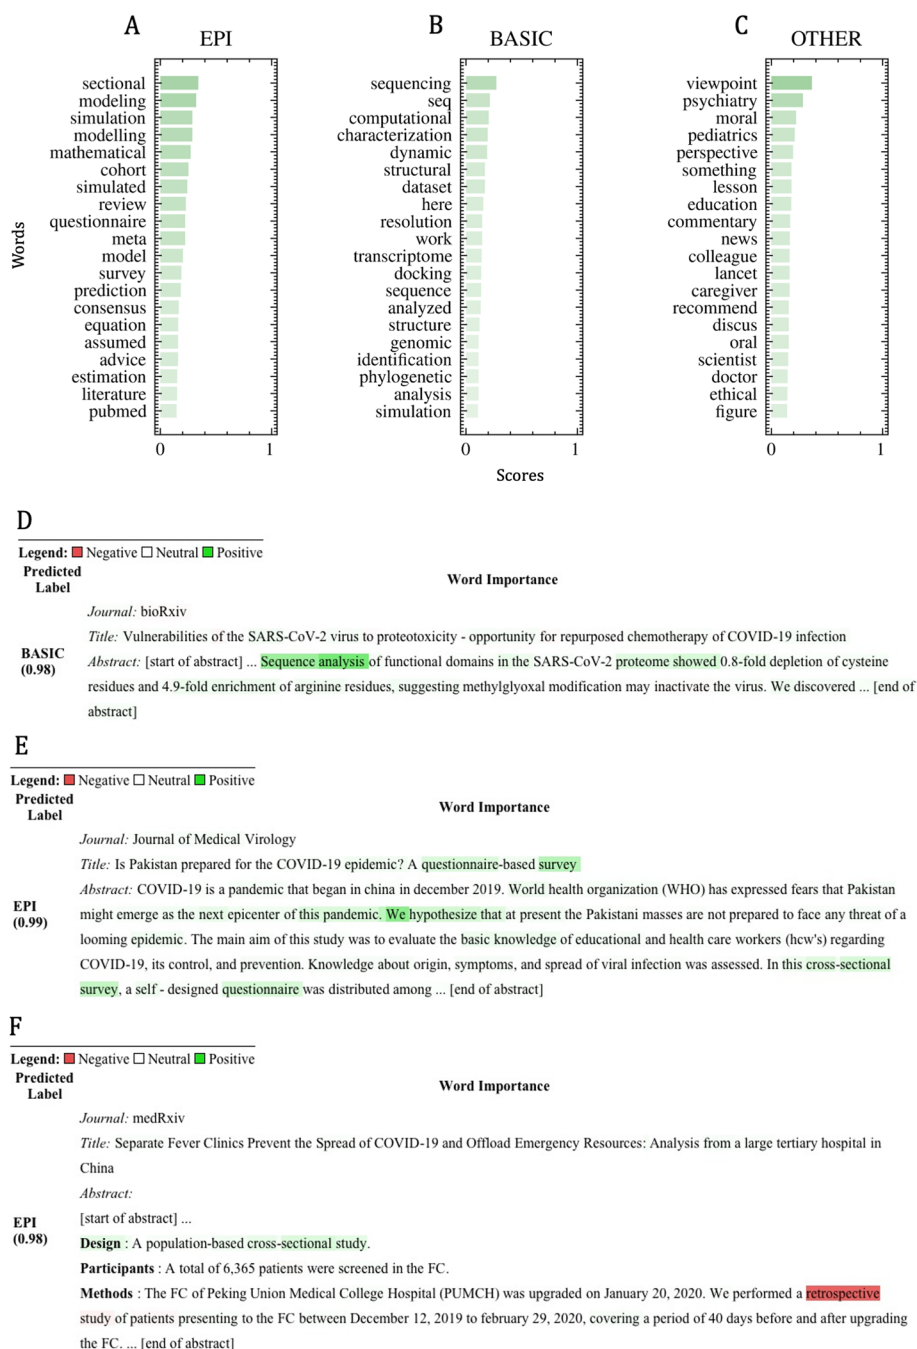 A
EPI
B
BASIC
C
OTHER
Words
sectional
modeling
simulation
modelling
mathematical
cohort
simulated
review
questionnaire
meta
model
survey
prediction
consensus
equation
assumed
advice
estimation
literature
pubmed
0
1
sequencing
seq
computational
characterization
dynamic
structural
dataset
here
resolution
work
transcriptome
docking
sequence
analyzed
structure
genomic
identification
phylogenetic
analysis
simulation
0
1
viewpoint
psychiatry
moral
pediatrics
perspective
something
lesson
education
commentary
news
colleague
lancet
caregiver
recommend
discus
oral
scientist
doctor
ethical
figure
0
1
Scores
D
Legend: Negative Neutral Positive
Predicted
Label
Word Importance
Journal: bioRxiv
Title: Vulnerabilities of the SARS-CoV-2 virus to proteotoxicity - opportunity for repurposed chemotherapy of COVID-19 infection
BASIC
(0.98)
Abstract: [start of abstract] ... Sequence analysis of functional domains in the SARS-CoV-2 proteome showed 0.8-fold depletion of cysteine
residues and 4.9-fold enrichment of arginine residues, suggesting methylglyoxal modification may inactivate the virus. We discovered ... [end of
abstract]
E
Legend: Negative Neutral Positive
Predicted
Label
Word Importance
Journal: Journal of Medical Virology
Title: Is Pakistan prepared for the COVID-19 epidemic? A questionnaire-based survey
Abstract: COVID-19 is a pandemic that began in china in december 2019. World health organization (WHO) has expressed fears that Pakistan
EPI
(0.99)
might emerge as the next epicenter of this pandemic. We hypothesize that at present the Pakistani masses are not prepared to face any threat of a
looming epidemic. The main aim of this study was to evaluate the basic knowledge of educational and health care workers (hcw's) regarding
COVID-19, its control, and prevention. Knowledge about origin, symptoms, and spread of viral infection was assessed. In this cross-sectional
survey, a self - designed questionnaire was distributed among ... [end of abstract]
F
Legend: Negative Neutral Positive
Predicted
Label
Word Importance
Journal: medRxiv
Title: Separate Fever Clinics Prevent the Spread of COVID-19 and Offload Emergency Resources: Analysis from a large tertiary hospital in
China
Abstract:
[start of abstract] ...
EPI
(0.98)
Design : A population-based cross-sectional study.
Participants : A total of 6,365 patients were screened in the FC.
Methods : The FC of Peking Union Medical College Hospital (PUMCH) was upgraded on January 20, 2020. We performed a retrospective
study of patients presenting to the FC between December 12, 2019 to february 29, 2020, covering a period of 40 days before and after upgrading
the FC. ... [end of abstract]